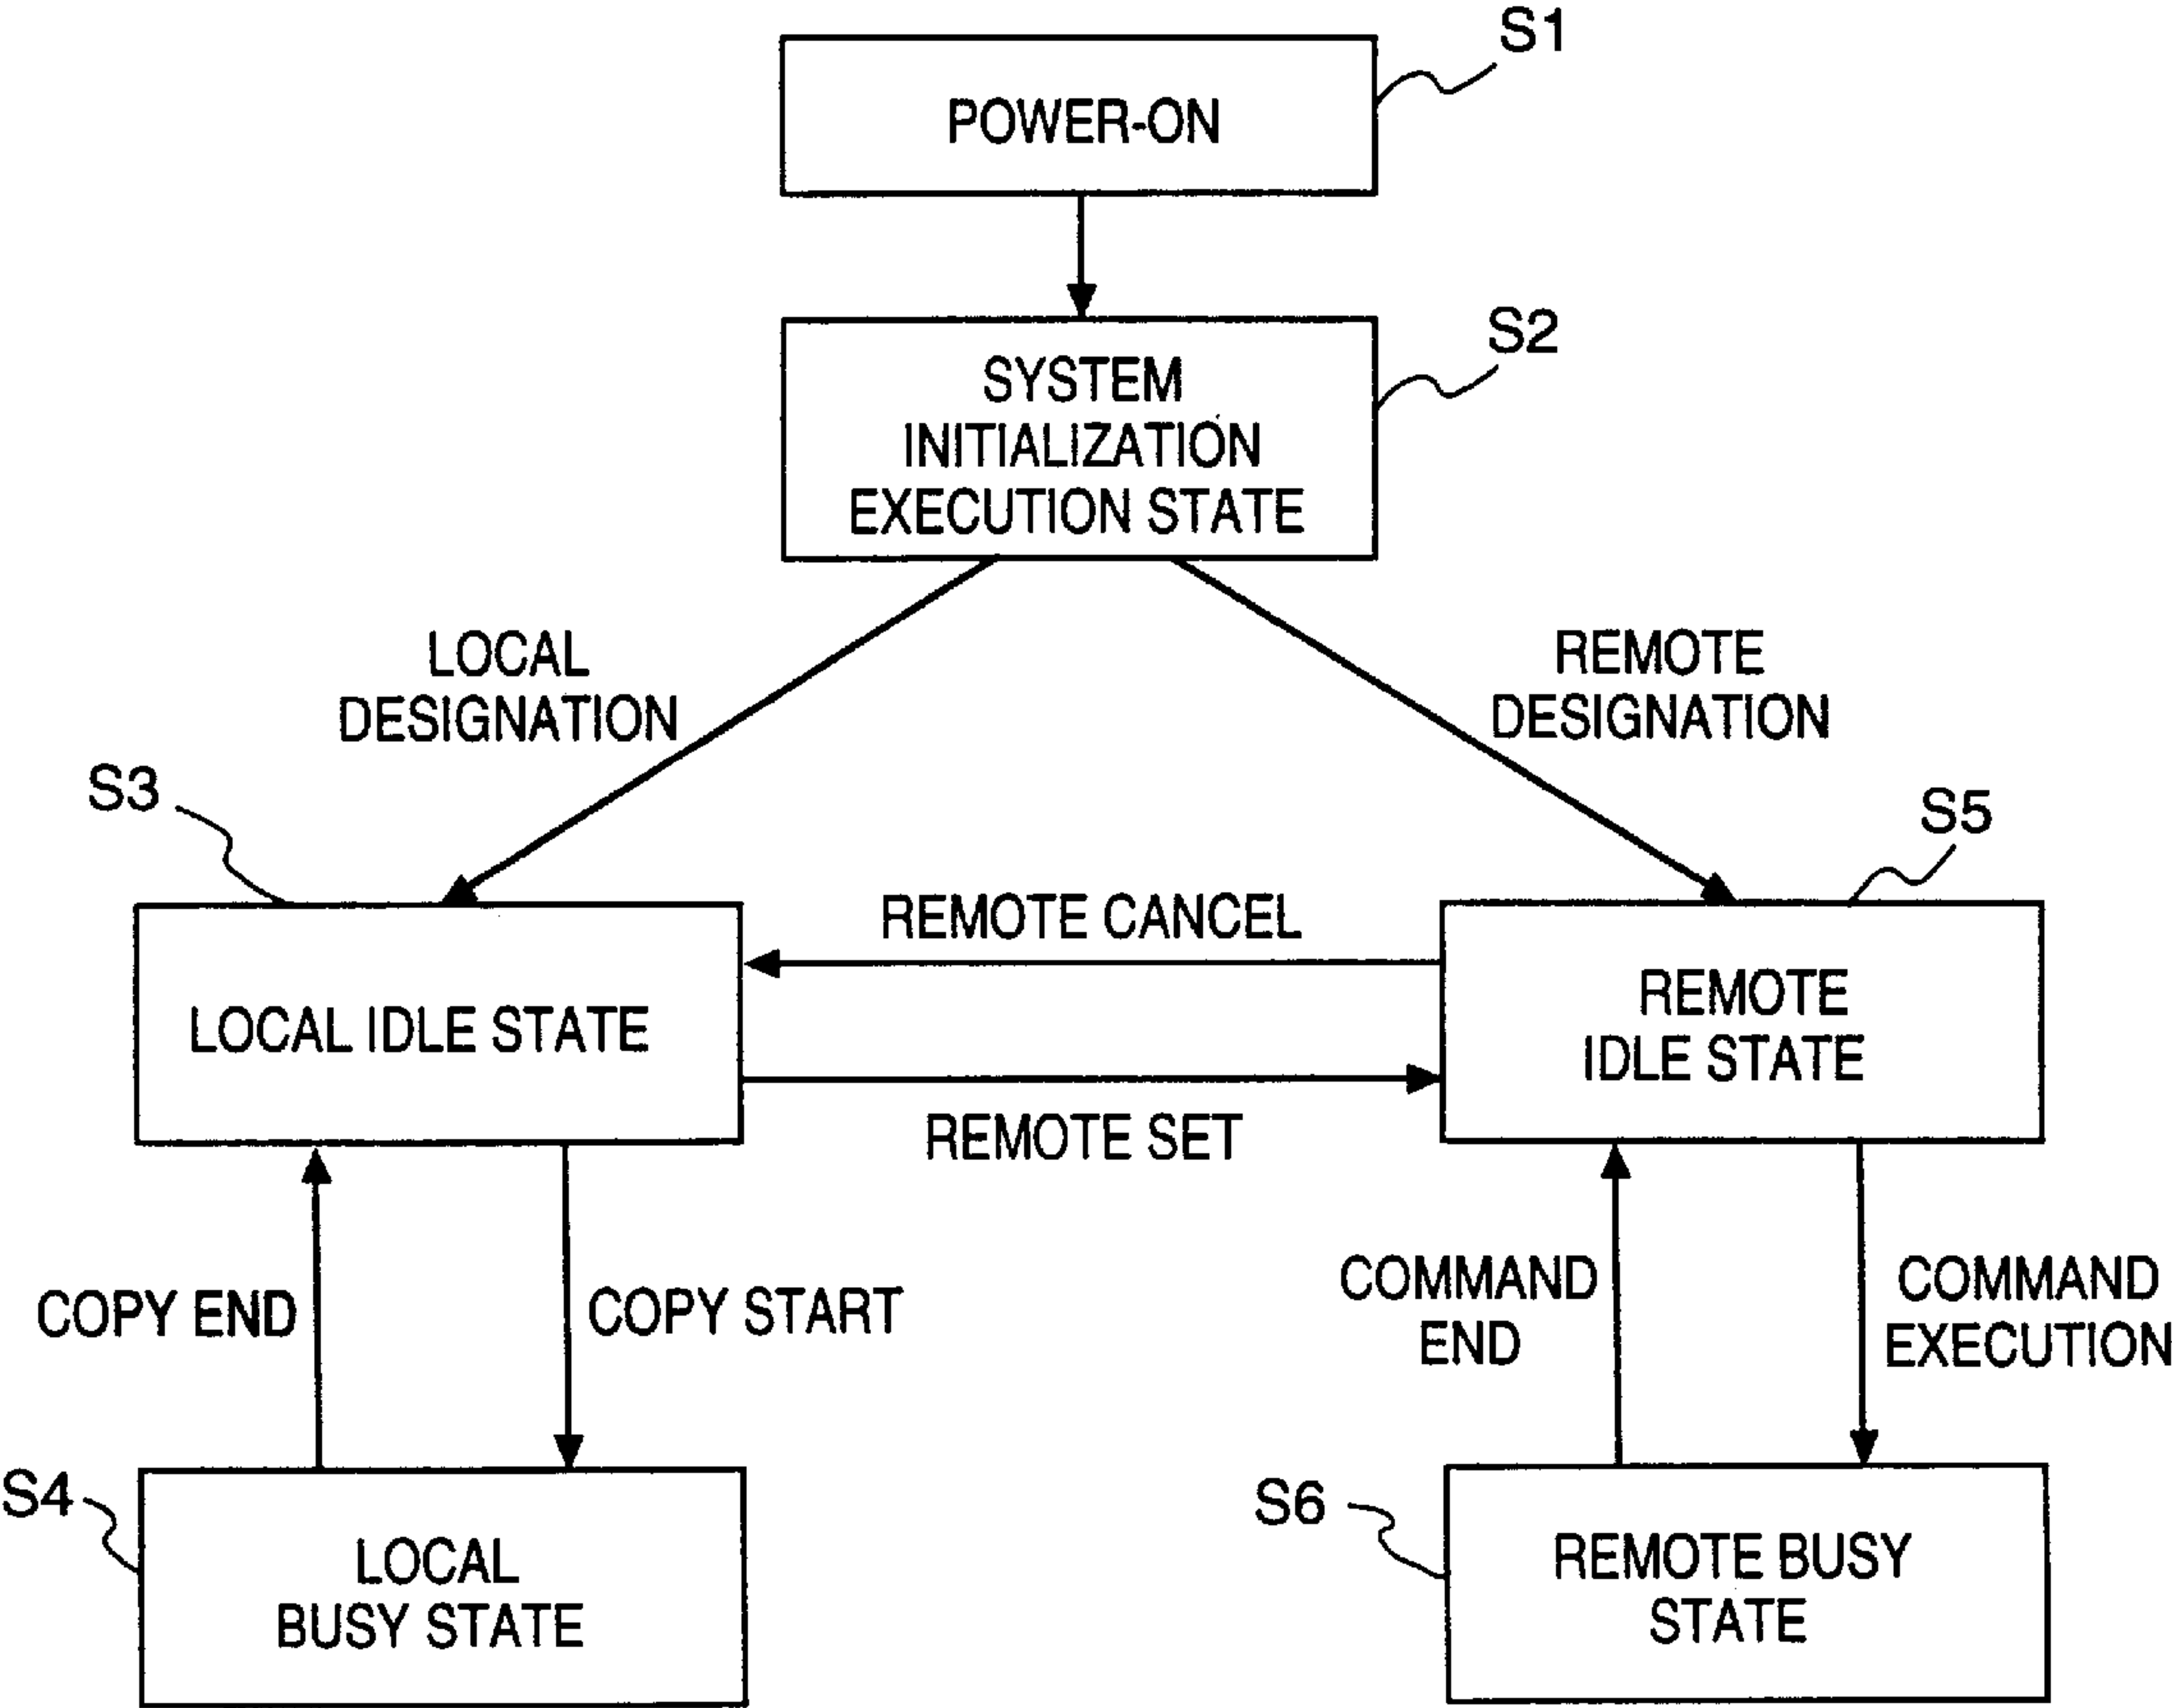 S1
POWER-ON
S2
SYSTEM
INITIALIZATION
EXECUTION STATE
LOCAL
DESIGNATION
REMOTE
DESIGNATION
S3
S5
REMOTE CANCEL
LOCAL IDLE STATE
REMOTE
IDLE STATE
REMOTE SET
COPY END
COPY START
COMMAND
END
COMMAND
EXECUTION
S4
LOCAL
BUSY STATE
S6
REMOTE BUSY
STATE